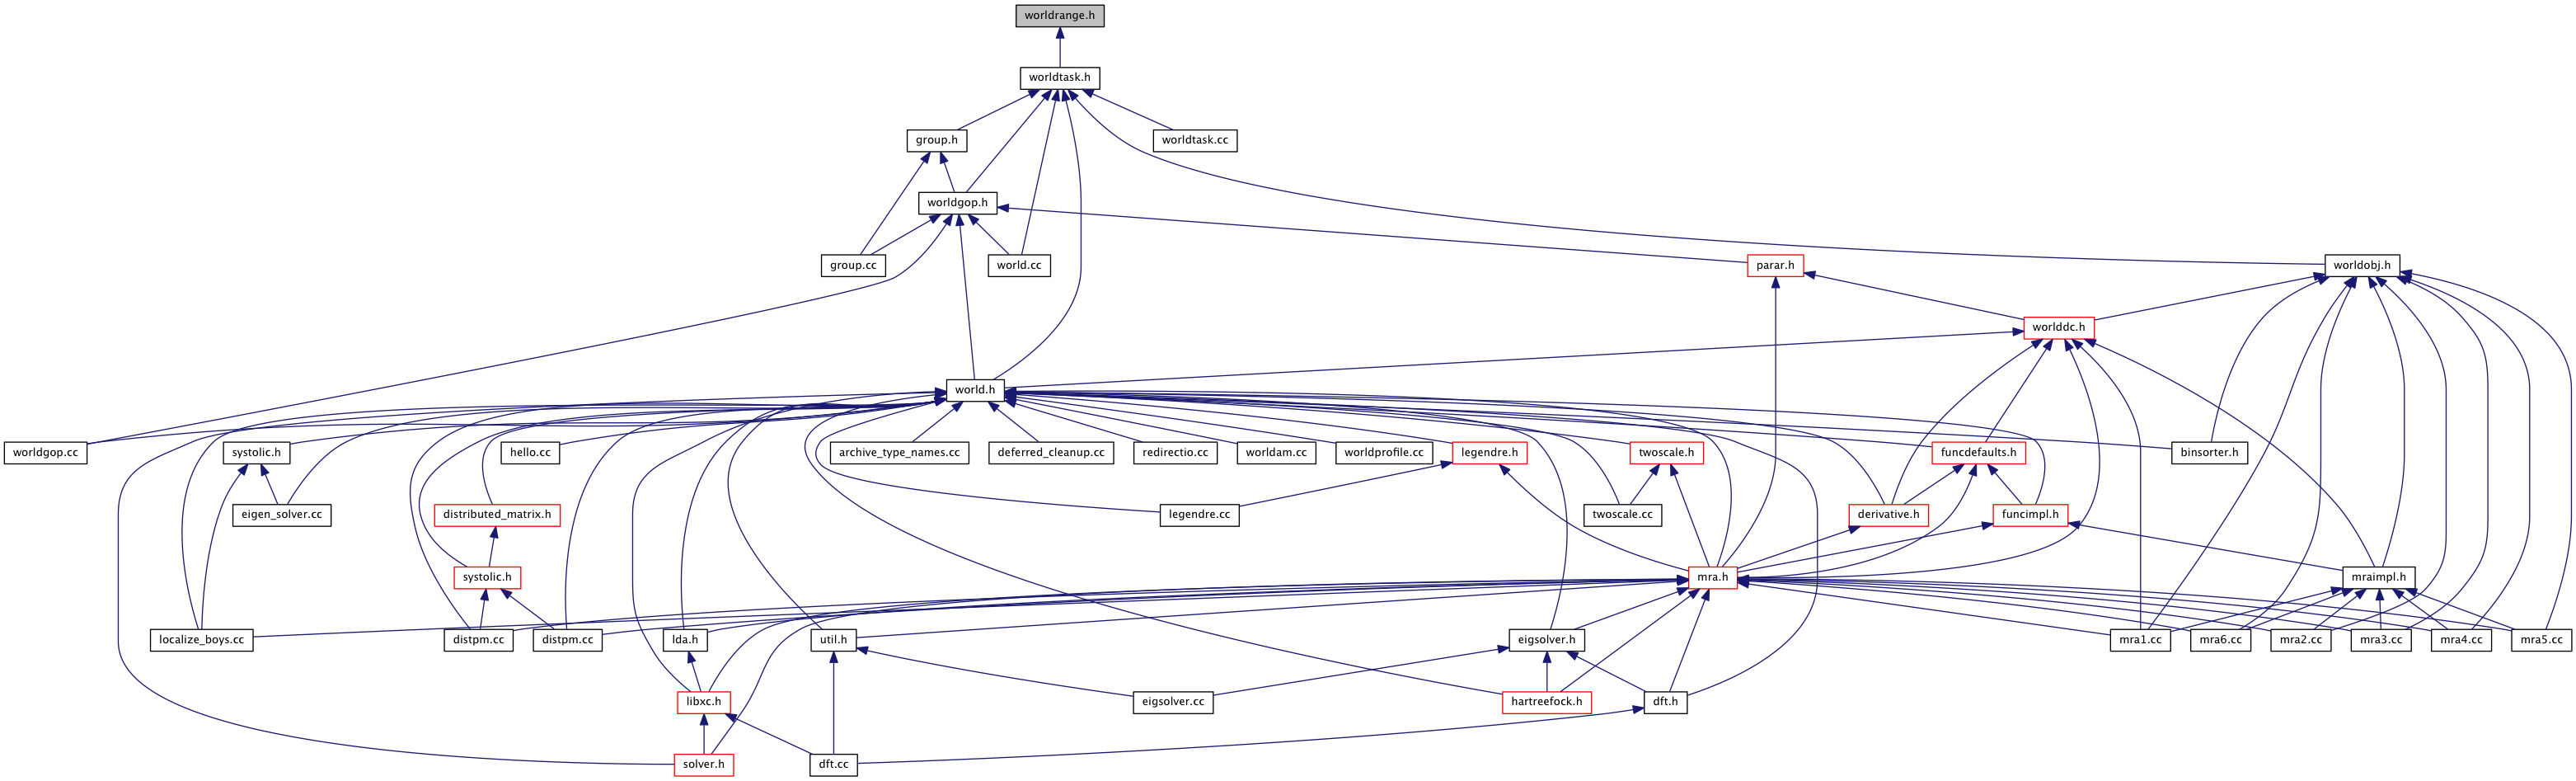 worldrange.h
worldtask.h
group.h
worldtask.cc
worldgop.h
group.cc
world.cc
parar.h
worldobj.h
worlddc.h
world.h
worldgop.cc
systolic.h
hello.cc
archive_type_names.cc
deferred_cleanup.cc
redirectio.cc
worldam.cc
worldprofile.cc
legendre.h
twoscale.h
funcdefaults.h
binsorter.h
eigen_solver.cc
distributed_matrix.h
legendre.cc
twoscale.cc
derivative.h
funcimpl.h
systolic.h
mra.h
mraimpl.h
localize_boys.cc
distpm.cc
distpm.cc
lda.h
util.h
eigsolver.h
mra1.cc
mra6.cc
mra2.cc
mra3.cc
mra4.cc
mra5.cc
libxc.h
eigsolver.cc
hartreefock.h
dft.h
solver.h
dft.cc